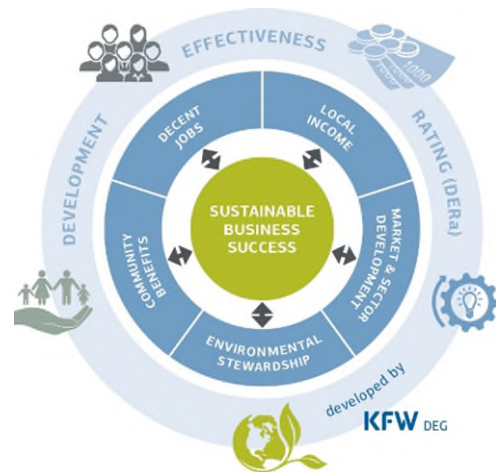 DEVELOPMENT EFFECTIVENESS RATING (DERa)
DECENT
JOBS
LOCAL
INCOME
MARKET & SECTOR
DEVELOPMENT
ENVIRONMENTAL
STEWARDSHIP
COMMUNITY
BENEFITS
SUSTAINABLE
BUSINESS
SUCCESS
1000
developed by
KFW DEG